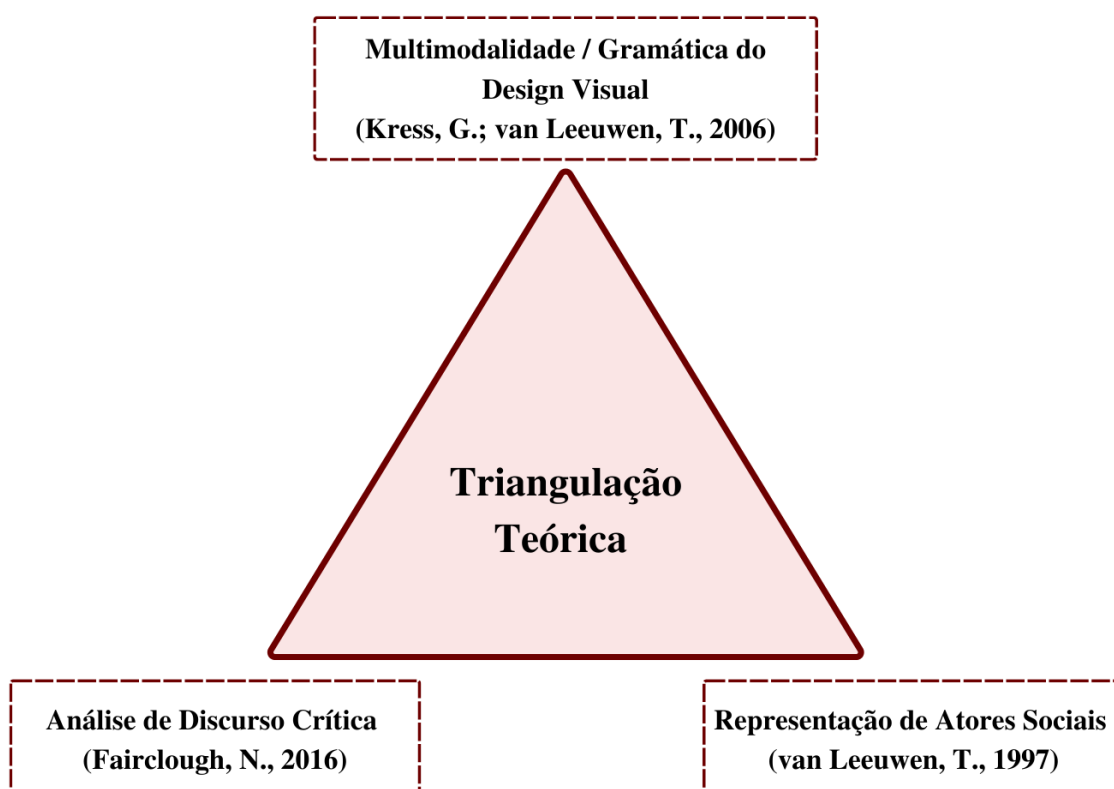 Multimodalidade / Gramática do
Design Visual
(Kress, G.; van Leeuwen, T., 2006)
Triangulação
Teórica
Análise de Discurso Crítica
(Fairclough, N., 2016)
Representação de Atores Sociais
(van Leeuwen, T., 1997)